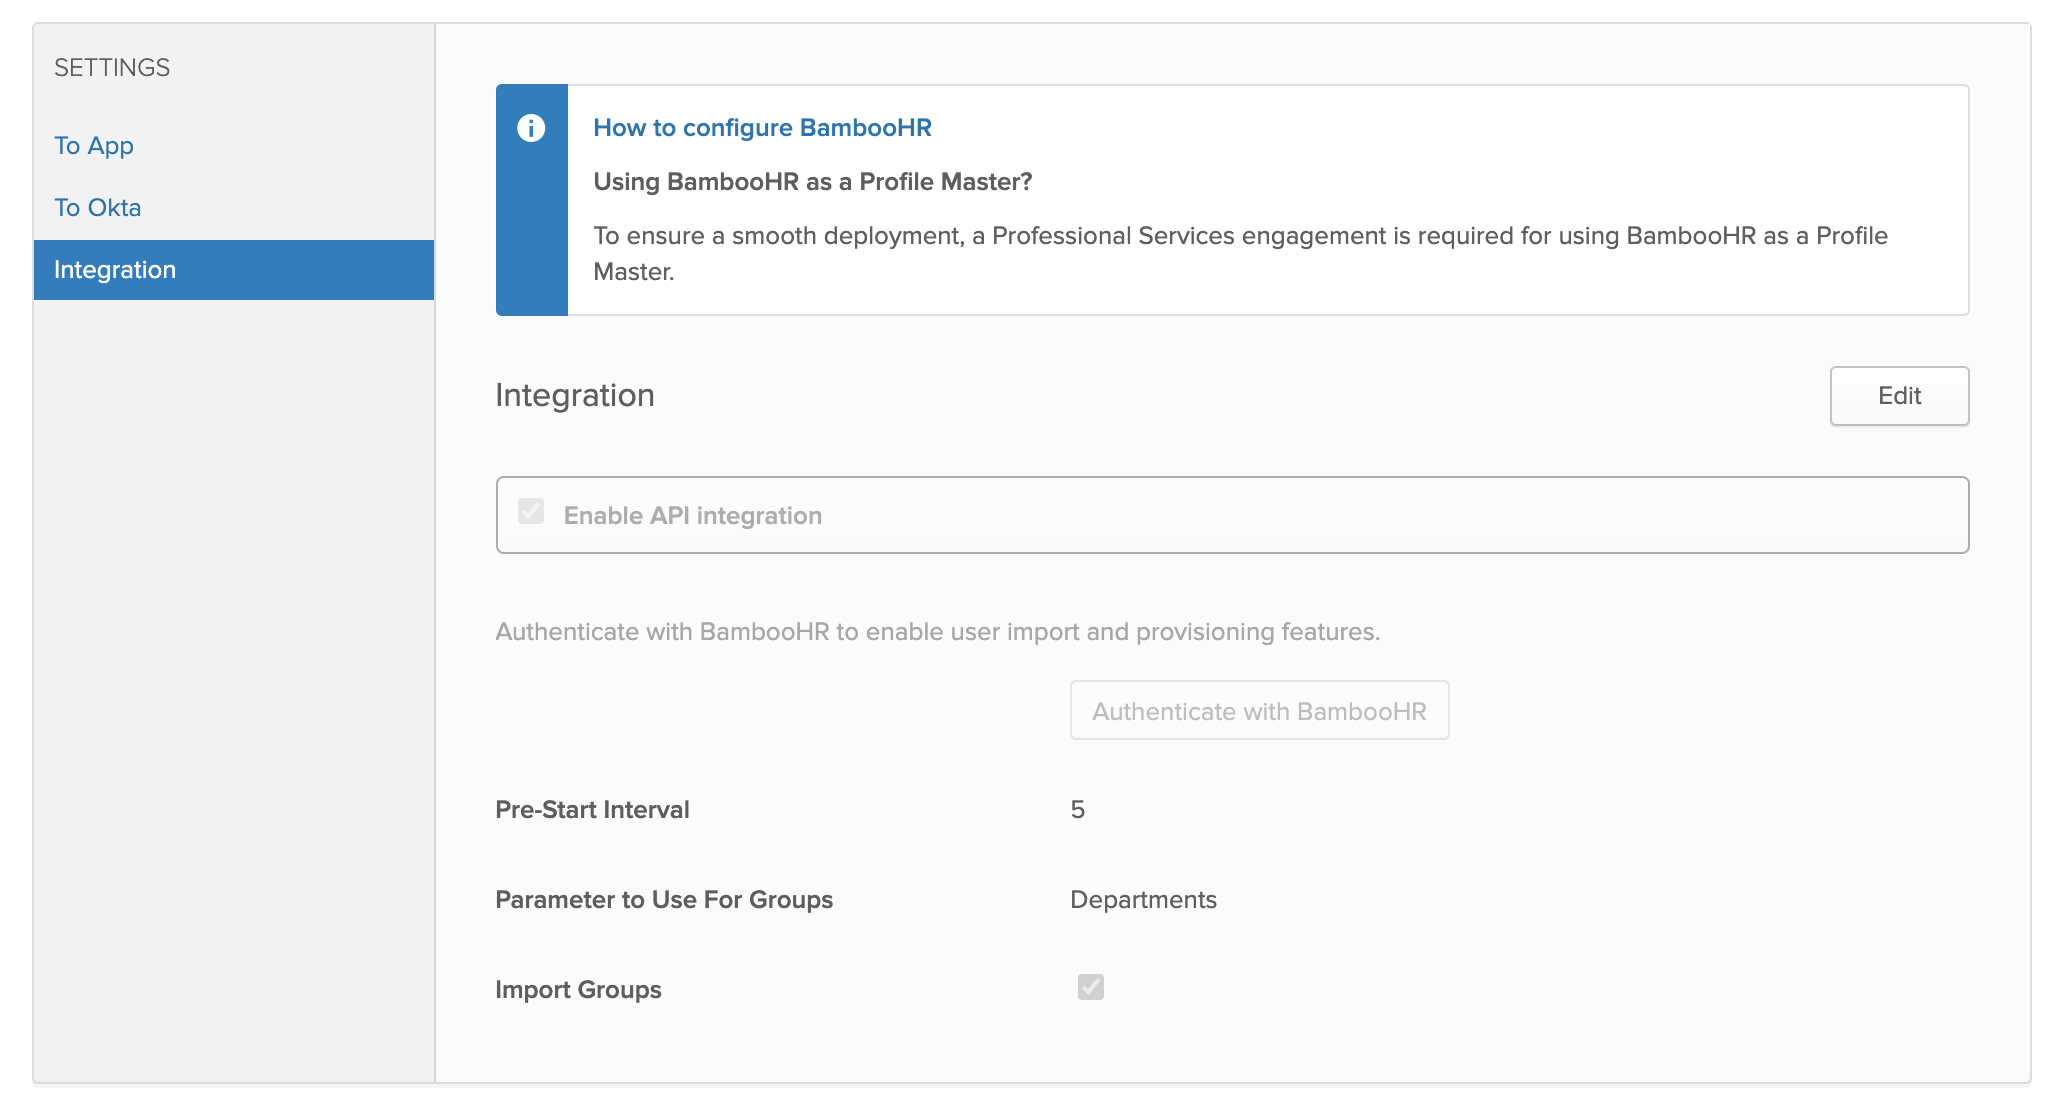 SETTINGS
To App
To Okta
Integration
How to configure BambooHR
Using BambooHR as a Profile Master?
To ensure a smooth deployment, a Professional Services engagement is required for using BambooHR as a Profile
Master.
Integration
Edit
Enable API integration
Authenticate with BambooHR to enable user import and provisioning features.
Authenticate with BambooHR
Pre-Start Interval 5
Parameter to Use For Groups Departments
Import Groups